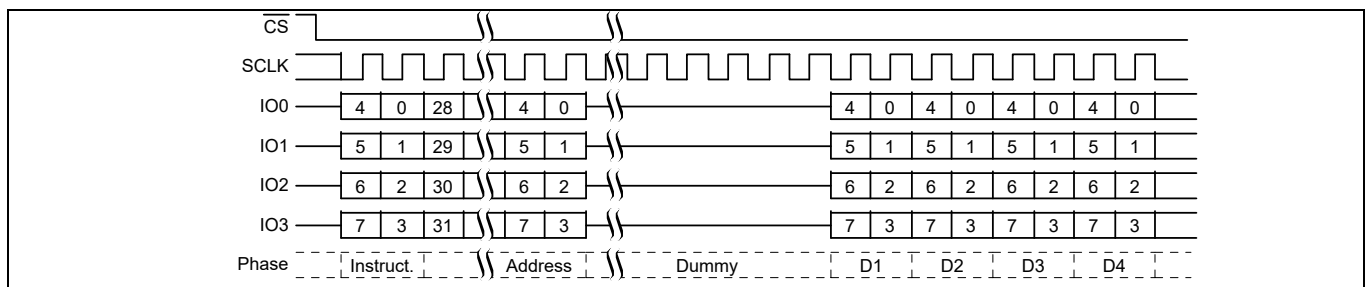 CS
SCLK
IO0 4 0 28 4 0 4 0 4 0 4 0 4 0
IO1 5 1 29 5 1 5 1 5 1 5 1 5 1
IO2 6 2 30 6 2 6 2 6 2 6 2 6 2
IO3 7 3 31 7 3 7 3 7 3 7 3 7 3
Phase Instruct. Address Dummy D1 D2 D3 D4